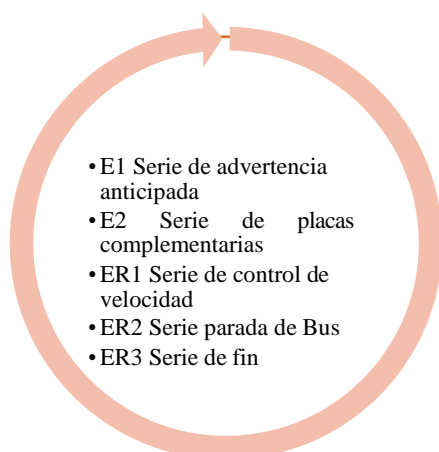 • E1 Serie de advertencia
anticipada
• E2 Serie de placas
complementarias
• ER1 Serie de control de
velocidad
• ER2 Serie parada de Bus
• ER3 Serie de fin